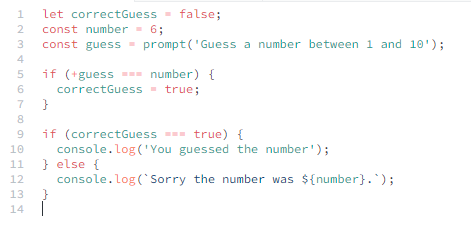 1 let correctGuess = false;
2 const number = 6;
3 const guess = prompt('Guess a number between 1 and 10');
4
5 if (+guess === number) {
6   correctGuess = true;
7 }
8
9 if (correctGuess === true) {
10   console.log('You guessed the number');
11 } else {
12   console.log(`Sorry the number was ${number}.`);
13 }
14